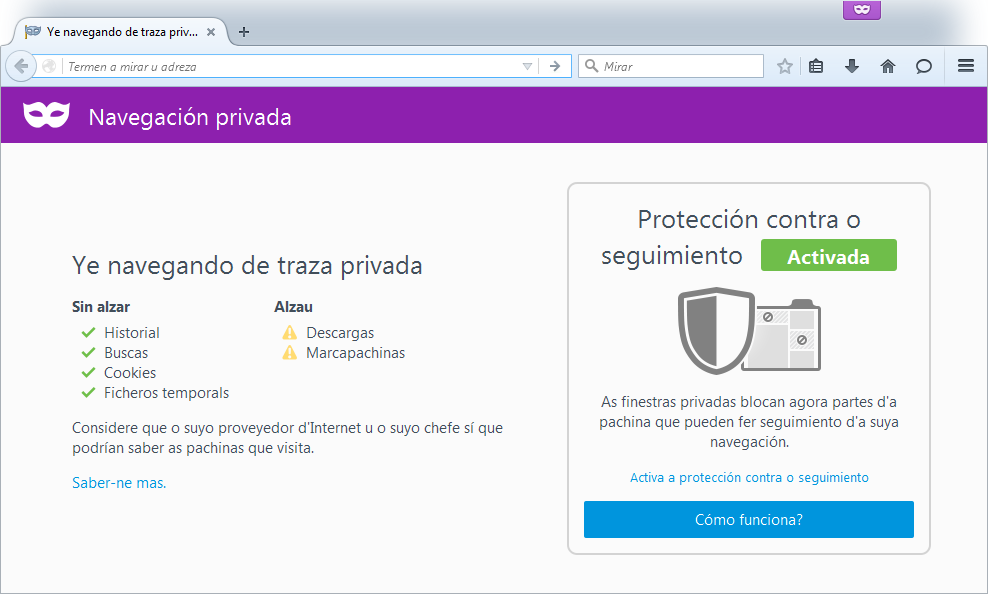 Ye navegando de traza priv...
Termen a mirar u adreza
Mirar
Navegación privada
Ye navegando de traza privada
Sin alzar
Historial
Buscas
Cookies
Ficheros temporals
Alzau
Descargas
Marcapachinas
Considere que o suyo proveyedor d'Internet u o suyo chefe sí que
podrían saber as pachinas que visita.
Saber-ne mas.
Protección contra o
seguimiento Activada
As finestras privadas blocan agora partes d'a
pachina que pueden fer seguimiento d'a suya
navegación.
Activa a protección contra o seguimiento
Cómo funciona?